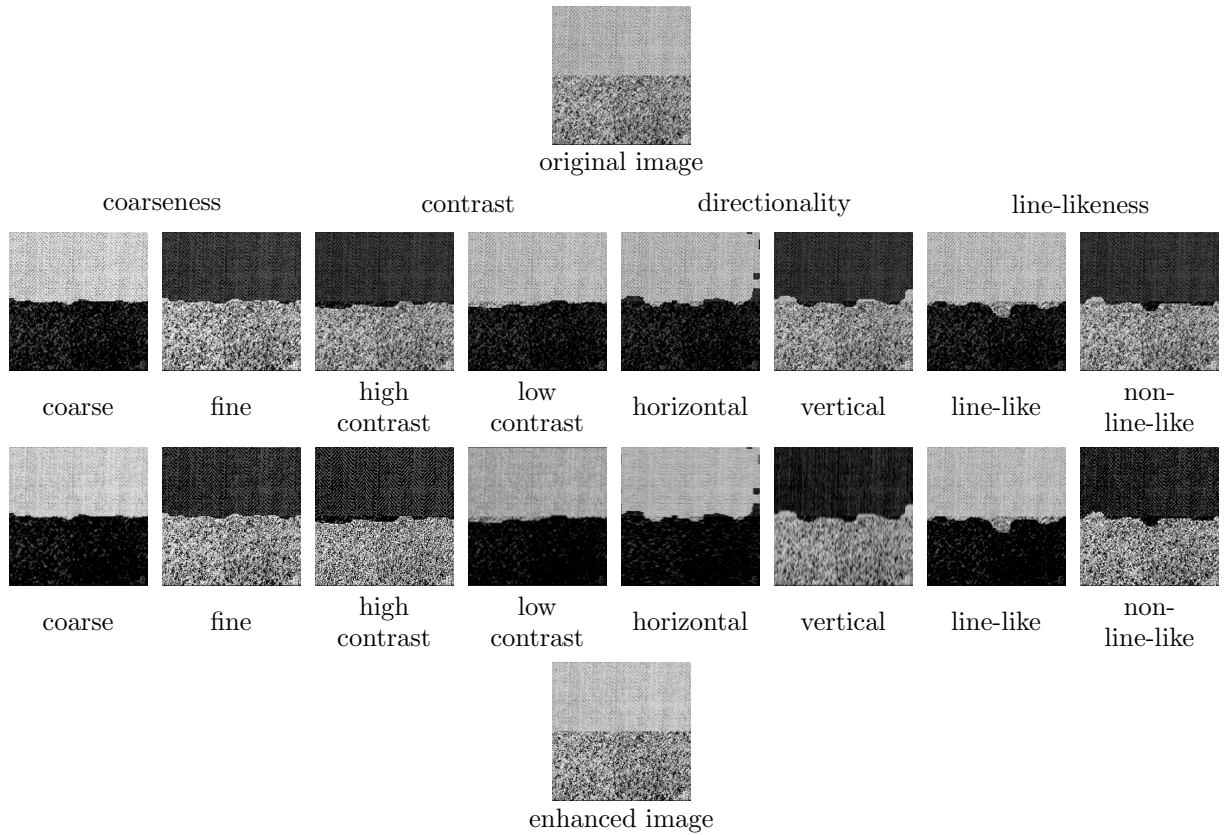 original image
coarseness contrast directionality line-likeness
coarse fine high contrast low contrast horizontal vertical line-like non-line-like
coarse fine high contrast low contrast horizontal vertical line-like non-line-like
enhanced image